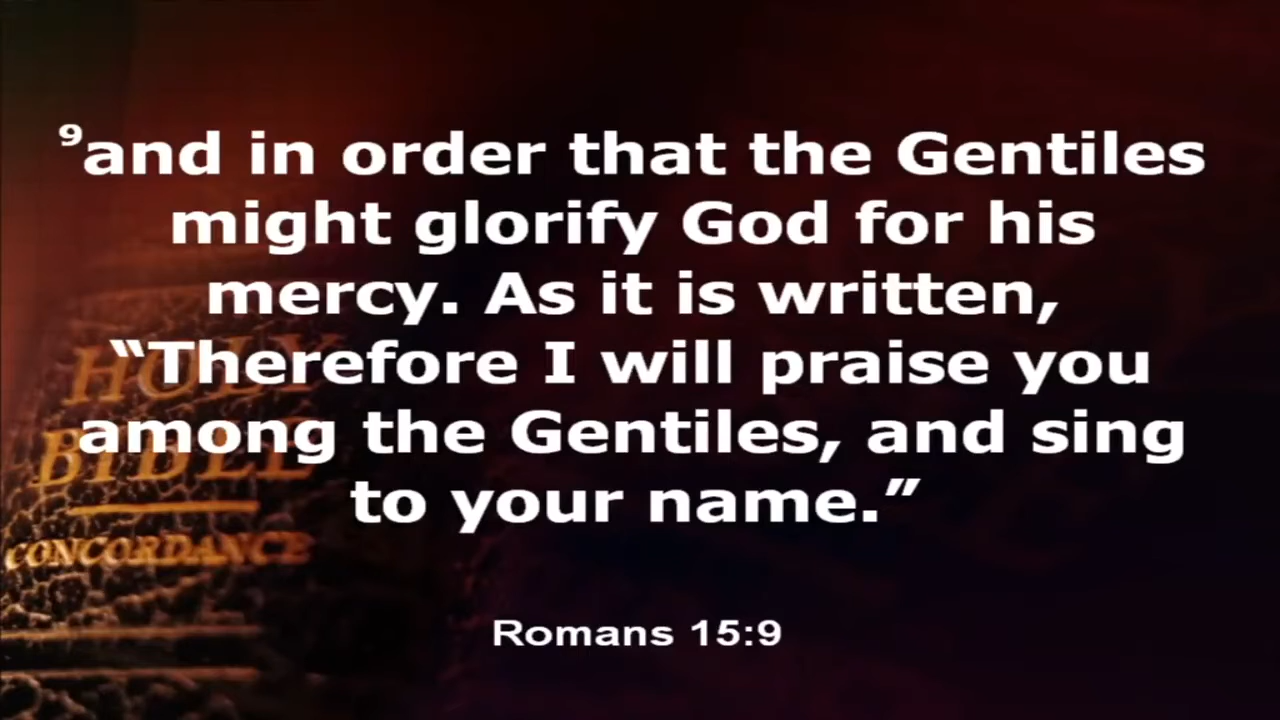 ⁹and in order that the Gentiles
might glorify God for his
mercy. As it is written,
“Therefore I will praise you
among the Gentiles, and sing
to your name.”
Romans 15:9
HOLY
BIBLE
CONCORDANCE